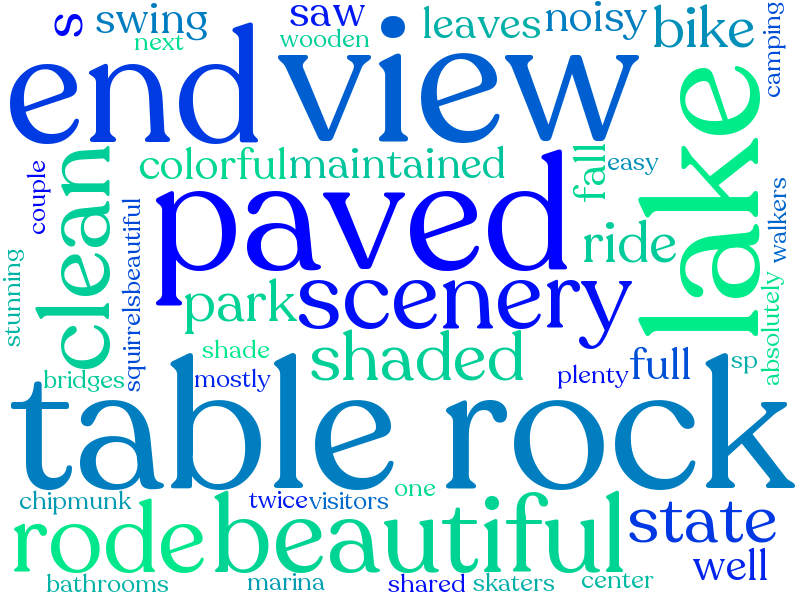 s
swing
next
saw
wooden
leaves
noisy
bike
camping
end
view
lake
clean
couple
colorful
maintained
fall
easy
walkers
paved
ride
squirrels
beautiful
stunning
park
scenery
absolutely
shade
shaded
bridges
mostly
plenty
full
sp
table rock
chipmunk
twice
visitors
one
rode
beautiful
state
well
bathrooms
marina
shared
skaters
center